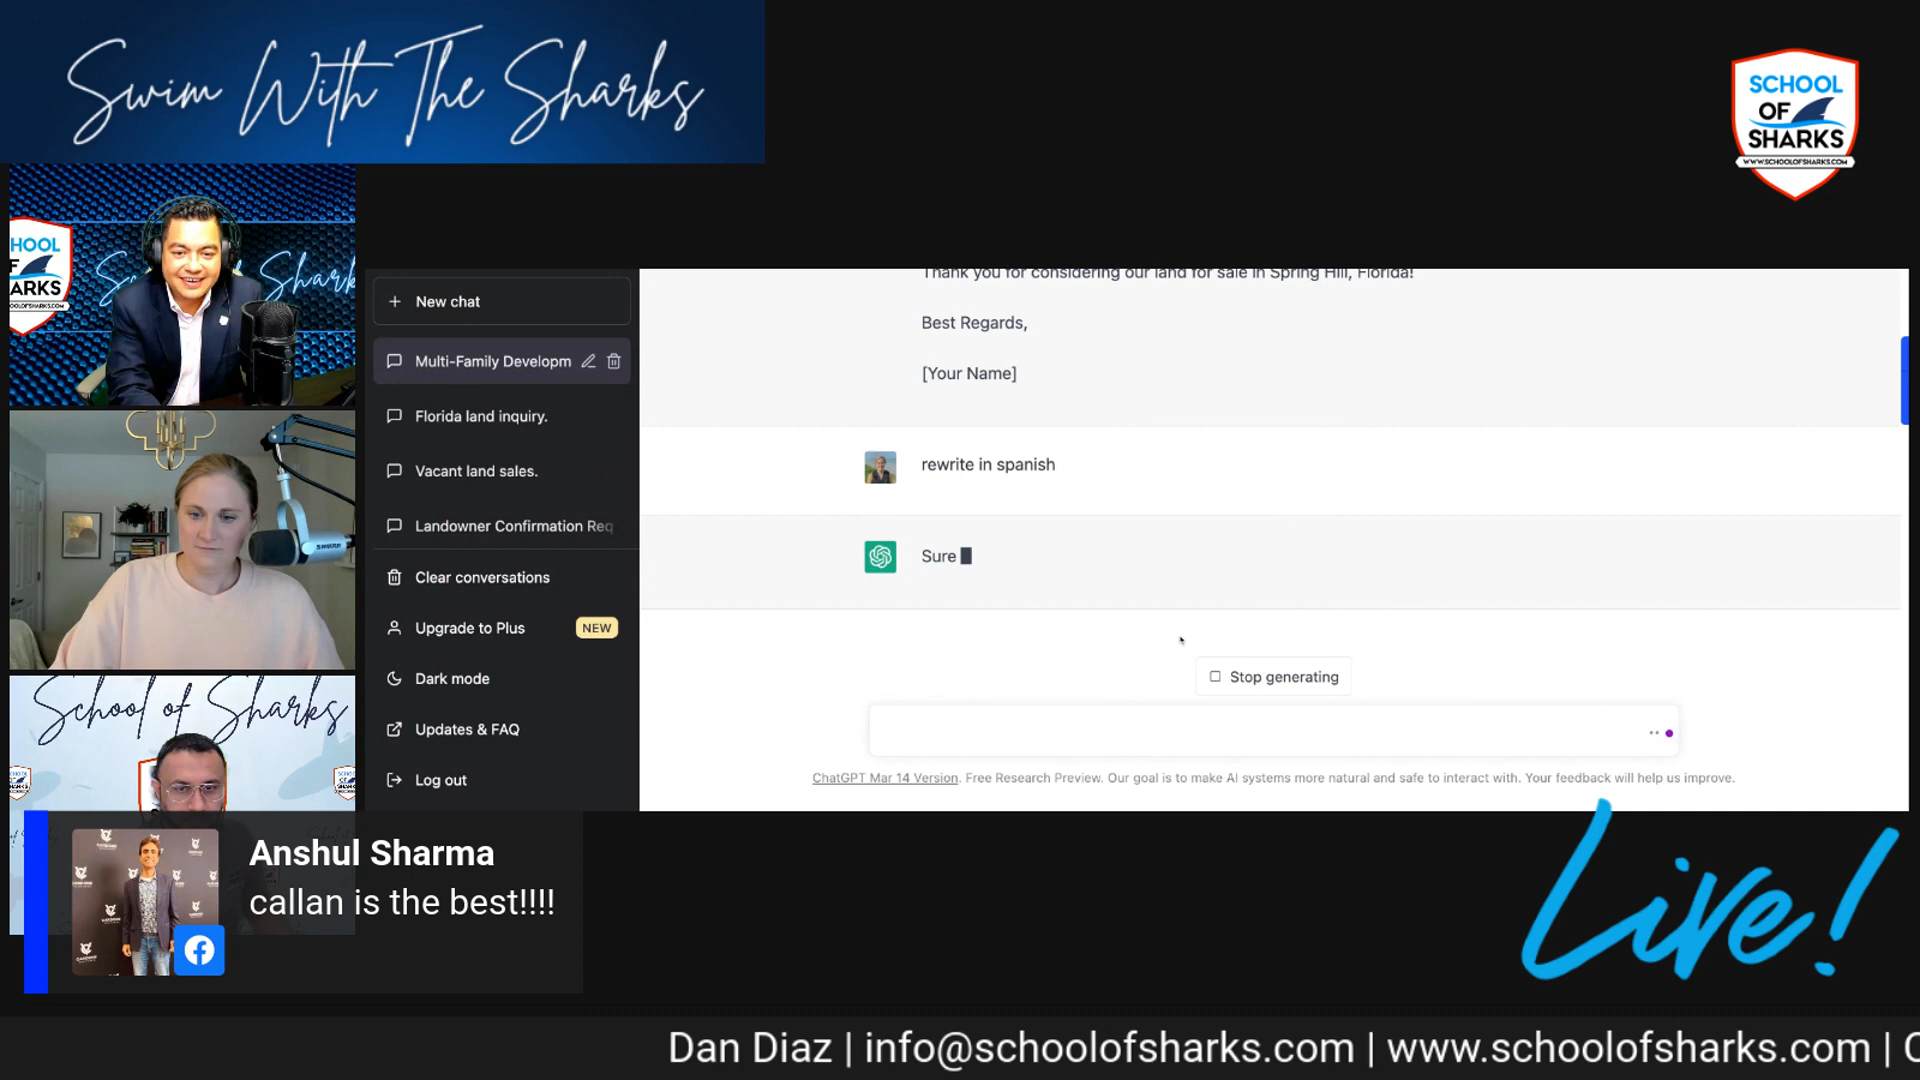 Swim With The Sharks
SCHOOL
OF
SHARKS
WWW.SCHOOLOFSHARKS.COM
HOOL
F
ARKS
New chat
Multi-Family Developm
Florida land inquiry.
Vacant land sales.
Landowner Confirmation Req
Clear conversations
Upgrade to Plus NEW
Dark mode
Updates & FAQ
Log out
Thank you for considering our land for sale in Spring Hill, Florida!
Best Regards,
[Your Name]
rewrite in spanish
Sure
Stop generating
ChatGPT Mar 14 Version. Free Research Preview. Our goal is to make AI systems more natural and safe to interact with. Your feedback will help us improve.
School of Sharks
Anshul Sharma
callan is the best!!!!
Live!
Dan Diaz | info@schoolofsharks.com | www.schoolofsharks.com | C